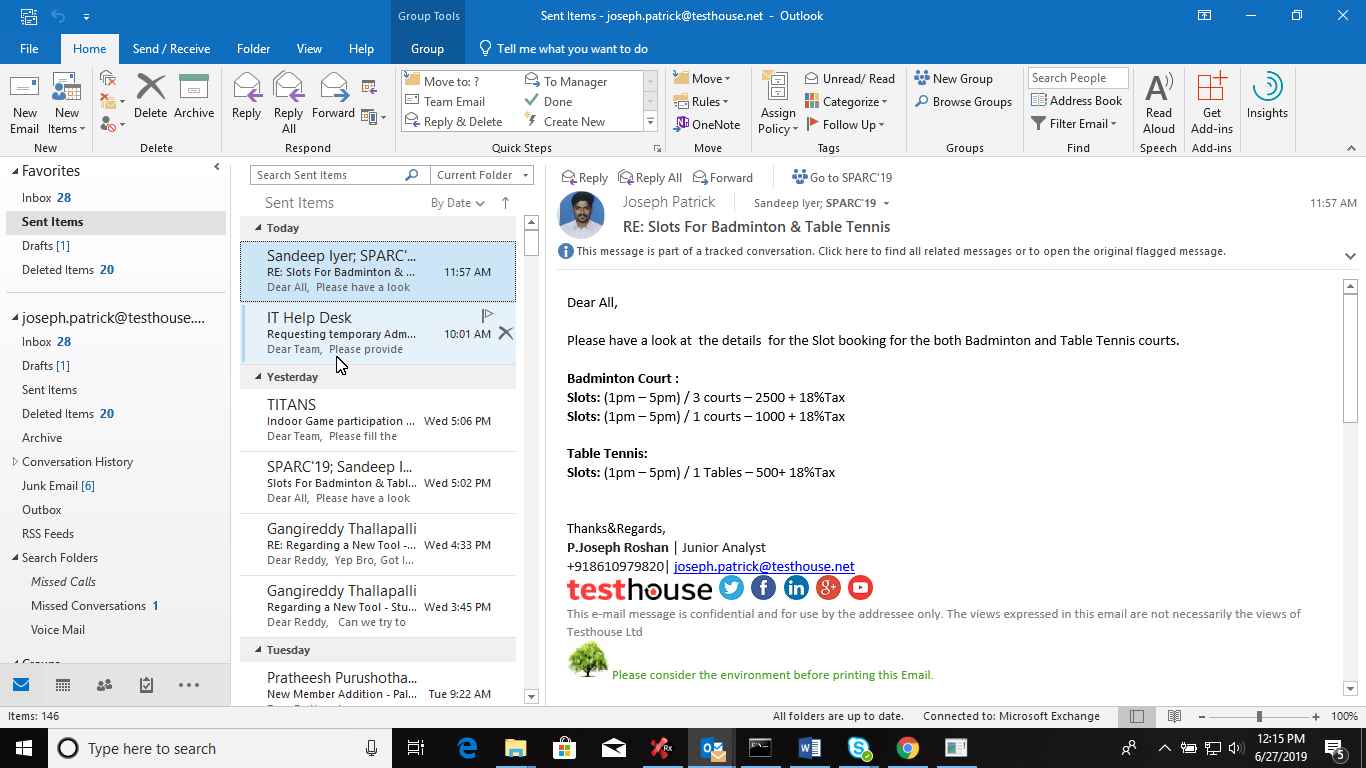 Group Tools
Sent Items - joseph.patrick@testhouse.net - Outlook
File Home Send / Receive Folder View Help Group Tell me what you want to do
New Email
New Items
Delete
Archive
Reply
Reply All
Forward
Move to: ?
Team Email
Reply & Delete
To Manager
Done
Create New
Move
Rules
OneNote
Assign Policy
Unread/ Read
Categorize
Follow Up
New Group
Browse Groups
Search People
Address Book
Filter Email
Read Aloud
Get Add-ins
Insights
New Delete Respond Quick Steps Move Tags Groups Find Speech Add-ins
Favorites
Inbox 28
Sent Items
Drafts [1]
Deleted Items 20
joseph.patrick@testhouse....
Inbox 28
Drafts [1]
Sent Items
Deleted Items 20
Archive
Conversation History
Junk Email [6]
Outbox
RSS Feeds
Search Folders
Missed Calls
Missed Conversations 1
Voice Mail
Search Sent Items Current Folder
Sent Items By Date
Today
Sandeep Iyer; SPARC'...
RE: Slots For Badminton & ... 11:57 AM
Dear All, Please have a look
IT Help Desk
Requesting temporary Adm... 10:01 AM
Dear Team, Please provide
Yesterday
TITANS
Indoor Game participation ... Wed 5:06 PM
Dear Team, Please fill the
SPARC'19; Sandeep I...
Slots For Badminton & Tabl... Wed 5:02 PM
Dear All, Please have a look
Gangireddy Thallapalli
RE: Regarding a New Tool -... Wed 4:33 PM
Dear Reddy, Yep Bro, Got I...
Gangireddy Thallapalli
Regarding a New Tool - Stu... Wed 3:45 PM
Dear Reddy, Can we try to
Tuesday
Pratheesh Purushotha...
New Member Addition - Pal... Tue 9:22 AM
Reply Reply All Forward Go to SPARC'19
Joseph Patrick Sandeep Iyer; SPARC'19 11:57 AM
RE: Slots For Badminton & Table Tennis
This message is part of a tracked conversation. Click here to find all related messages or to open the original flagged message.
Dear All,
Please have a look at the details for the Slot booking for the both Badminton and Table Tennis courts.
Badminton Court :
Slots: (1pm – 5pm) / 3 courts – 2500 + 18%Tax
Slots: (1pm – 5pm) / 1 courts – 1000 + 18%Tax
Table Tennis:
Slots: (1pm – 5pm) / 1 Tables – 500+ 18%Tax
Thanks&Regards,
P.Joseph Roshan | Junior Analyst
+918610979820| joseph.patrick@testhouse.net
testhouse
This e-mail message is confidential and for use by the addressee only. The views expressed in this email are not necessarily the views of
Testhouse Ltd
Please consider the environment before printing this Email.
Items: 146 All folders are up to date. Connected to: Microsoft Exchange 100%
Type here to search
12:15 PM
6/27/2019
5